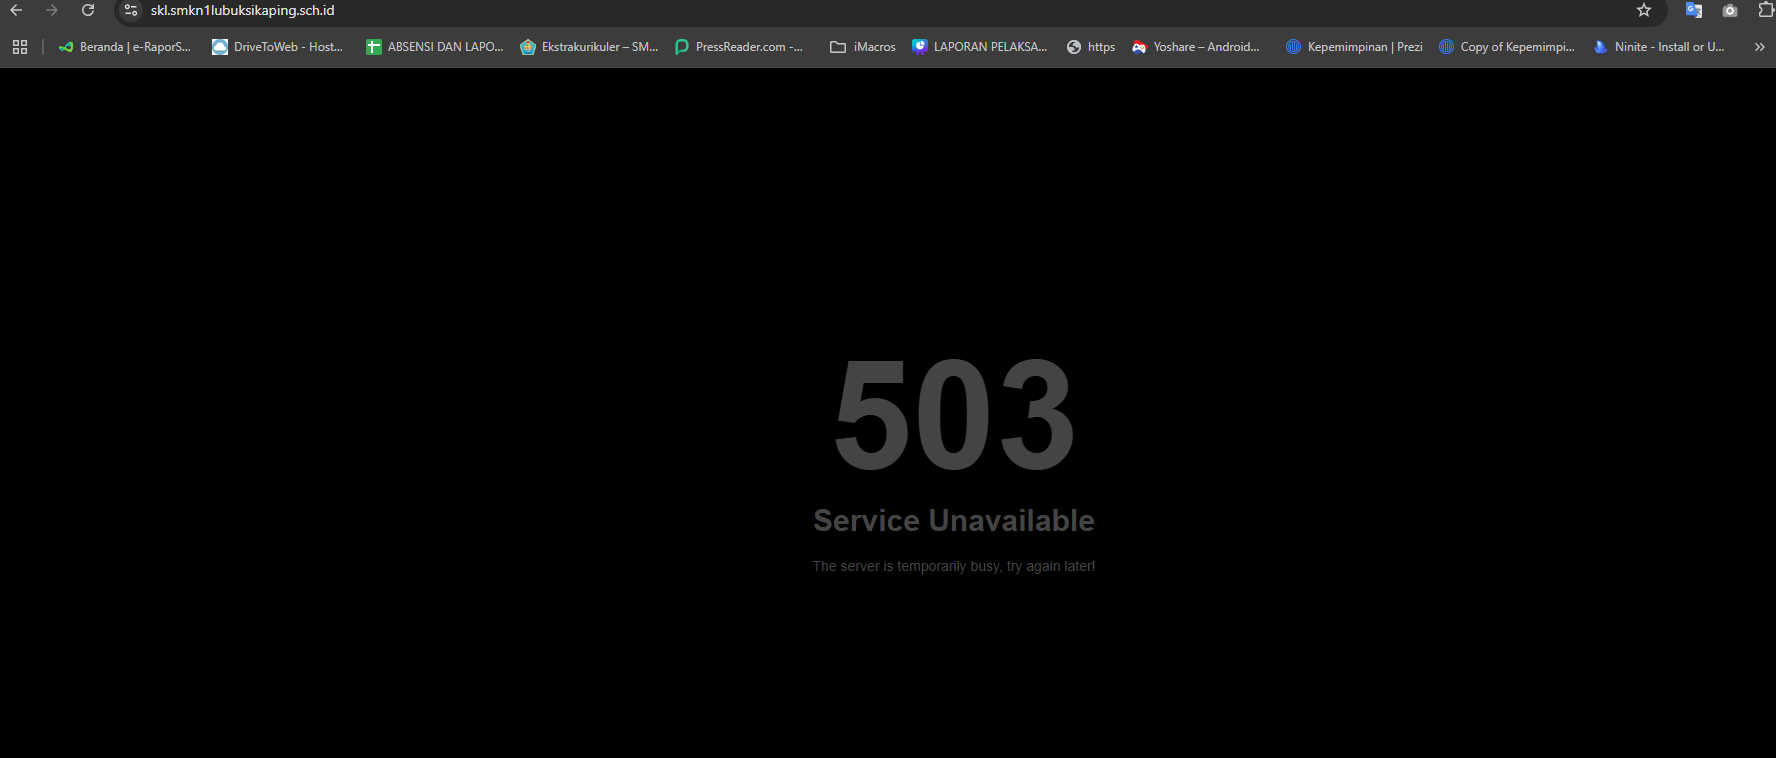 skl.smkn1lubuksikaping.sch.id
Beranda | e-RaporS... DriveToWeb - Host... ABSENSI DAN LAPO... Ekstrakurikuler – SM... PressReader.com -... iMacros LAPORAN PELAKSA... https Yoshare – Android... Kepemimpinan | Prezi Copy of Kepemimpi... Ninite - Install or U... »
503
Service Unavailable
The server is temporarily busy, try again later!